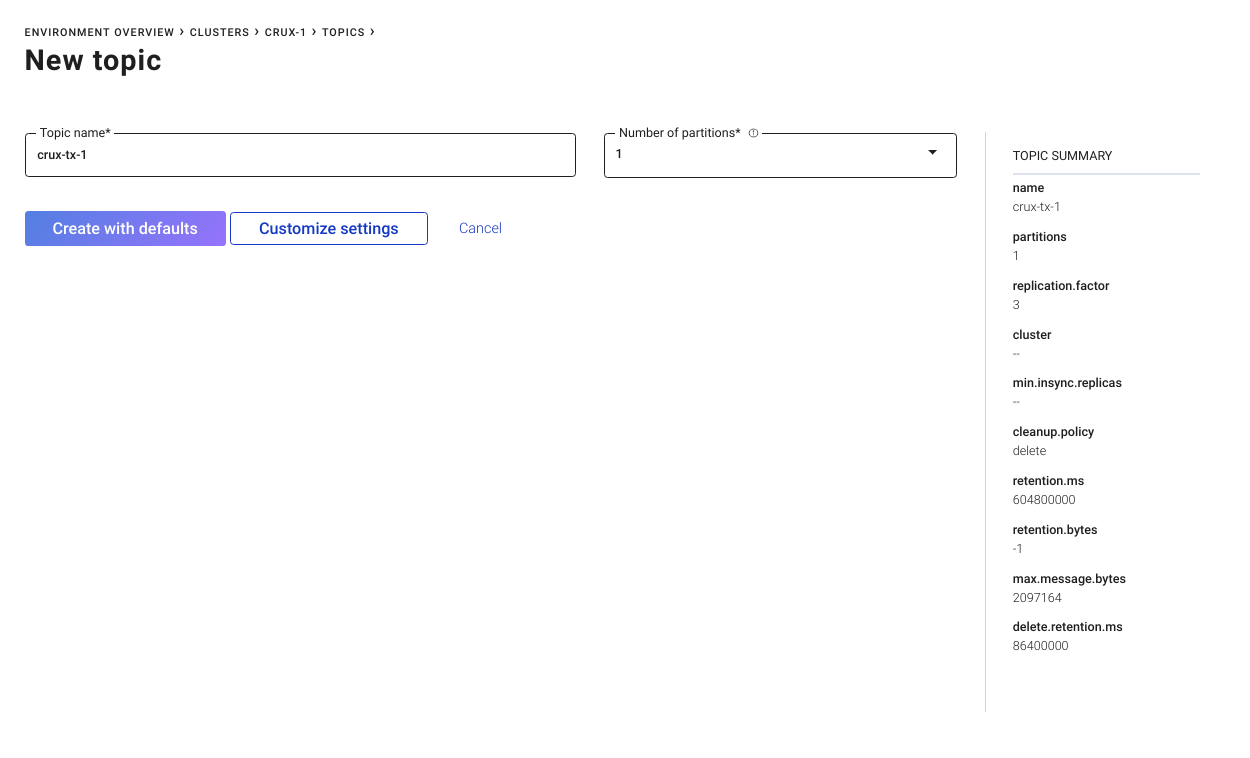 ENVIRONMENT OVERVIEW > CLUSTERS > CRUX-1 > TOPICS >
New topic
Topic name*
crux-tx-1
Number of partitions*
1
Create with defaults
Customize settings
Cancel
TOPIC SUMMARY
name
crux-tx-1
partitions
1
replication.factor
3
cluster
--
min.insync.replicas
--
cleanup.policy
delete
retention.ms
604800000
retention.bytes
-1
max.message.bytes
2097164
delete.retention.ms
86400000